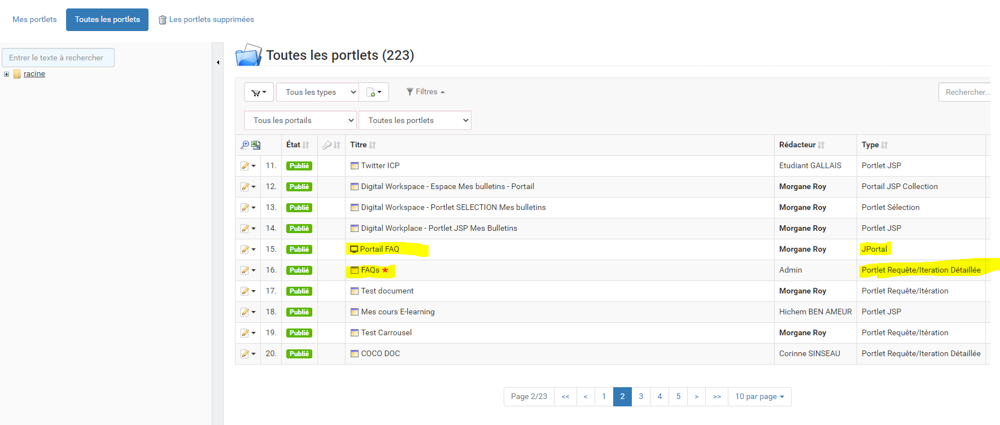 Mes portlets Toutes les portlets Les portlets supprimées
Entrer le texte à rechercher
racine
Toutes les portlets (223)
Tous les types Filtres Rechercher...
Tous les portails Toutes les portlets
État Titre Rédacteur Type
11. Publié Twitter ICP Etudiant GALLAIS Portlet JSP
12. Publié Digital Workspace - Espace Mes bulletins - Portail Morgane Roy Portail JSP Collection
13. Publié Digital Workspace - Portlet SELECTION Mes bulletins Morgane Roy Portlet Sélection
14. Publié Digital Workplace - Portlet JSP Mes Bulletins Morgane Roy Portlet JSP
15. Publié Portail FAQ Morgane Roy JPortal
16. Publié FAQs * Admin Portlet Requête/Iteration Détaillée
17. Publié Test document Morgane Roy Portlet Requête/Itération
18. Publié Mes cours E-learning Hichem BEN AMEUR Portlet JSP
19. Publié Test Carrousel Morgane Roy Portlet Requête/Itération
20. Publié COCO DOC Corinne SINSEAU Portlet Requête/Iteration Détaillée
Page 2/23 << < 1 2 3 4 5 > >> 10 par page